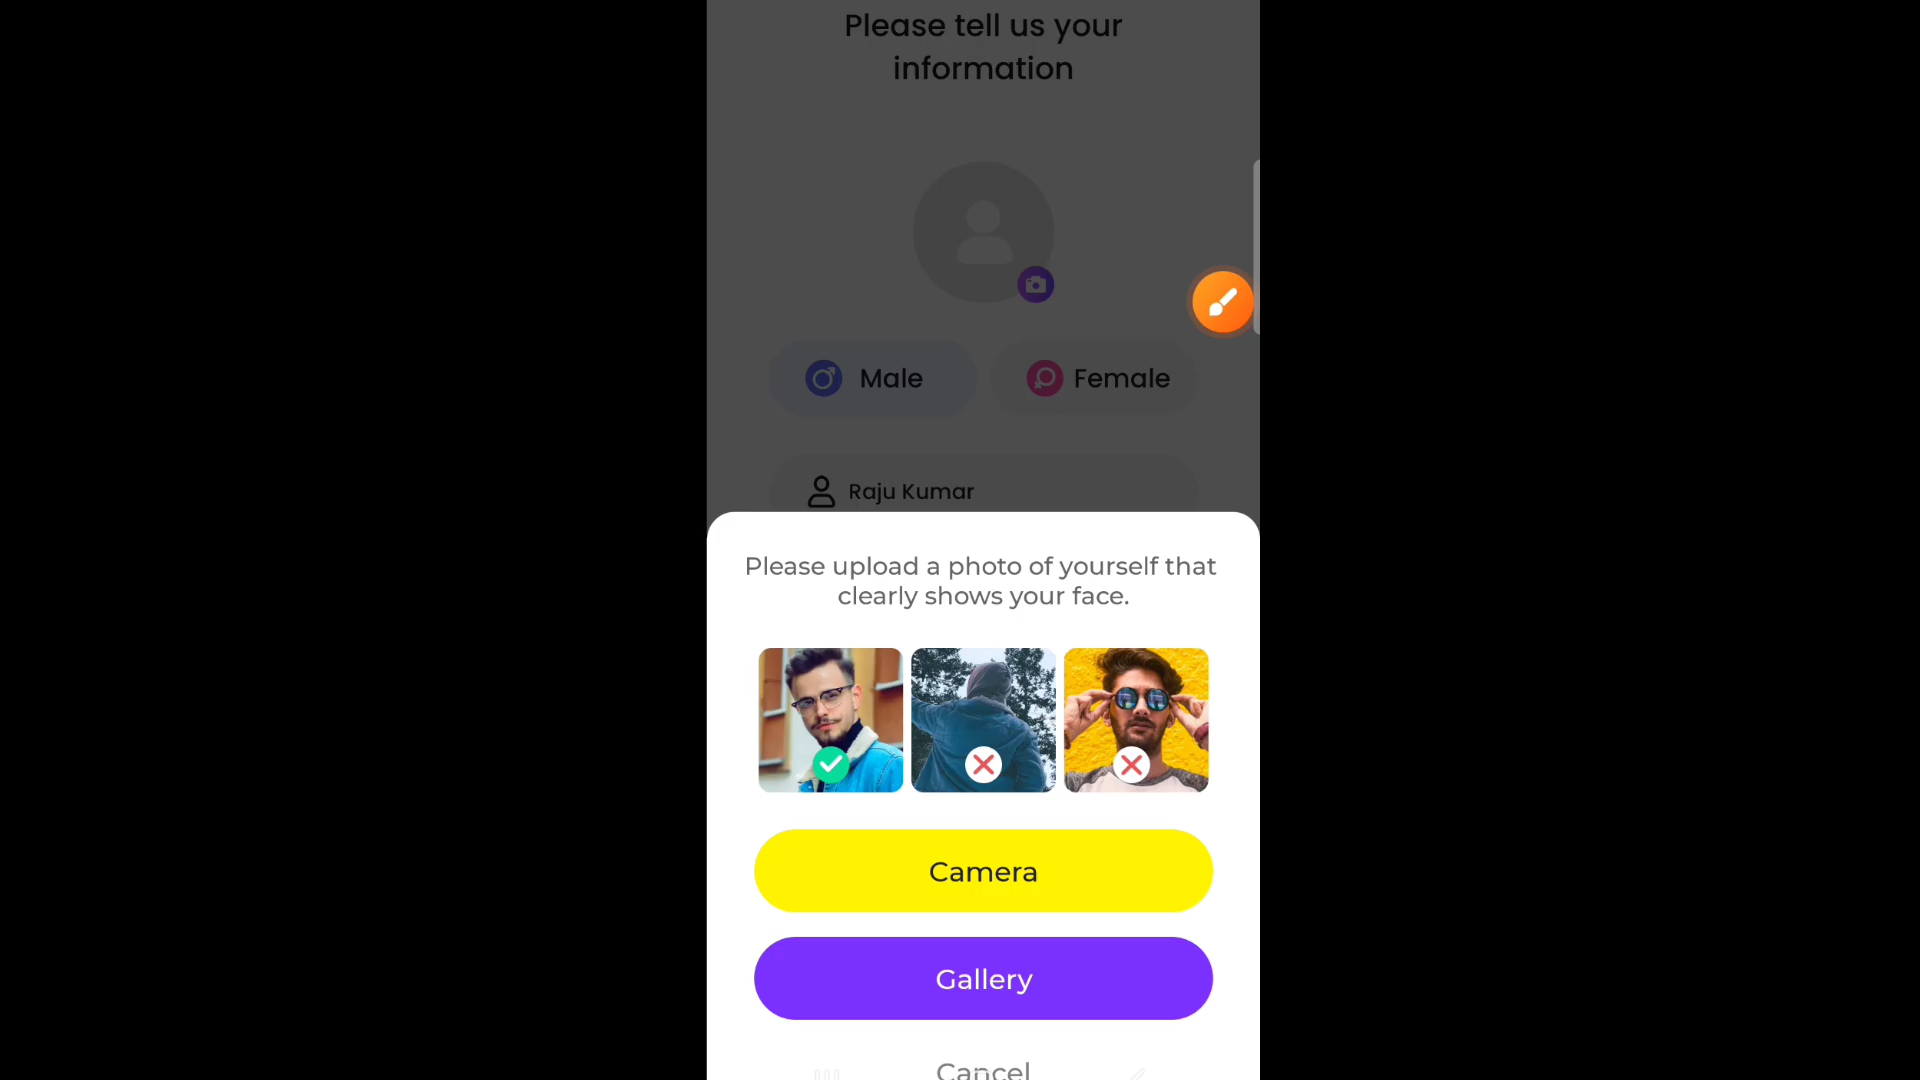 Please tell us your
information
Male
Female
Raju Kumar
Please upload a photo of yourself that
clearly shows your face.
Camera
Gallery
Cancel